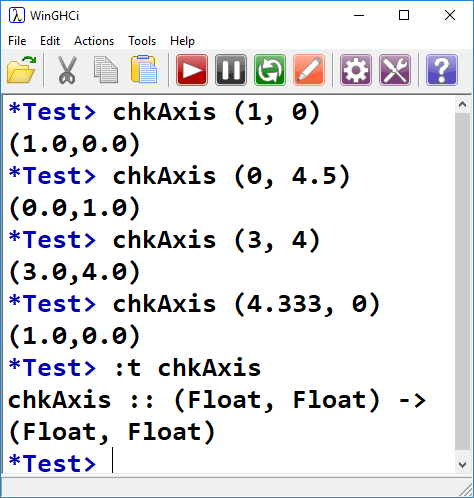 WinGHCi
File Edit Actions Tools Help
*Test> chkAxis (1, 0)
(1.0,0.0)
*Test> chkAxis (0, 4.5)
(0.0,1.0)
*Test> chkAxis (3, 4)
(3.0,4.0)
*Test> chkAxis (4.333, 0)
(1.0,0.0)
*Test> :t chkAxis
chkAxis :: (Float, Float) ->
(Float, Float)
*Test>